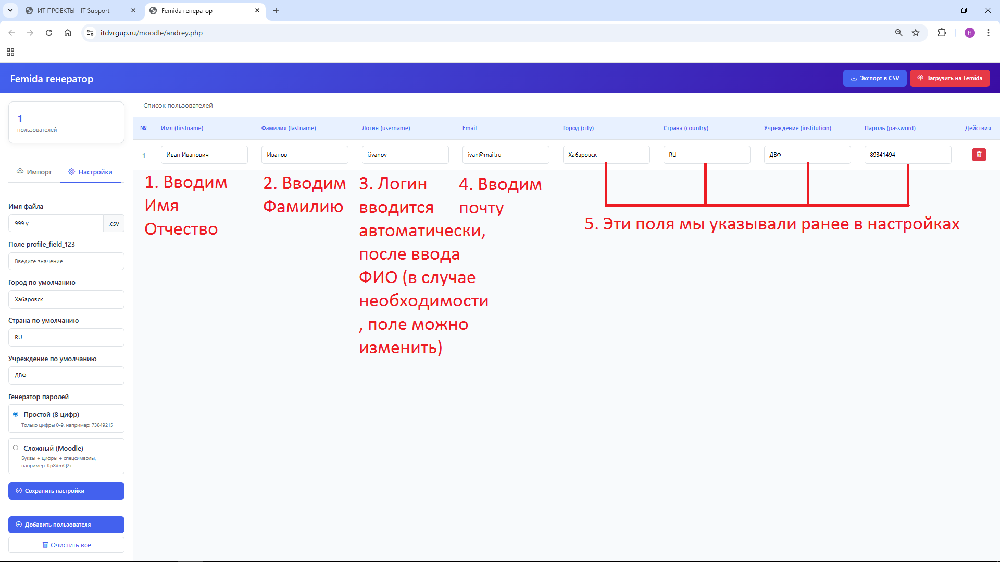 ИТ ПРОЕКТЫ - IT Support
Femida генератор
itdvrgup.ru/moodle/andrey.php
H
Femida генератор
Экспорт в CSV
Загрузить на Femida
1
пользователей
Импорт
Настройки
Имя файла
999 y
.csv
Поле profile_field_123
Введите значение
Город по умолчанию
Хабаровск
Страна по умолчанию
RU
Учреждение по умолчанию
ДВФ
Генератор паролей
Простой (8 цифр)
Только цифры 0-9, например: 73849215
Сложный (Moodle)
Буквы + цифры + спецсимволы,
например: Kp8#mQ2x
Сохранить настройки
Добавить пользователя
Очистить всё
Список пользователей
№ Имя (firstname) Фамилия (lastname) Логин (username) Email Город (city) Страна (country) Учреждение (institution) Пароль (password) Действия
1 Иван Иванович Иванов i.ivanov ivan@mail.ru Хабаровск RU ДВФ 89341494
1. Вводим
Имя
Отчество
2. Вводим
Фамилию
3. Логин
вводится
автоматически,
после ввода
ФИО (в случае
необходимости
, поле можно
изменить)
4. Вводим
почту
5. Эти поля мы указывали ранее в настройках